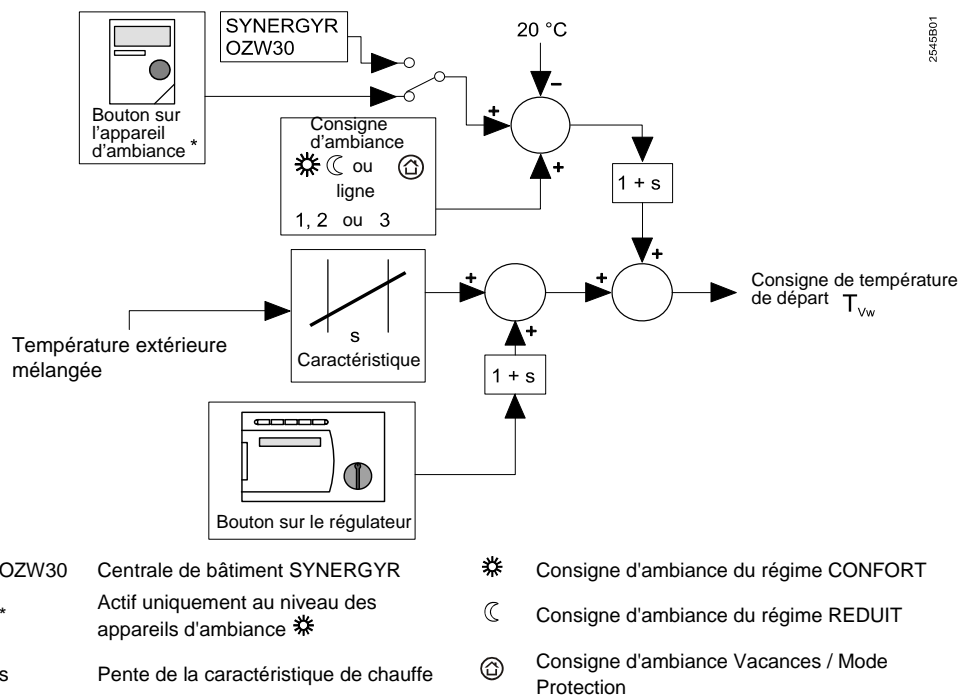 SYNERGYR
OZW30
20 °C
2545B01
Bouton sur
l'appareil
d'ambiance *
Consigne
d'ambiance
☼ ☾ ou
ligne
1, 2 ou 3
1 + s
Consigne de température
de départ T Vw
s
Caractéristique
Température extérieure
mélangée
1 + s
Bouton sur le régulateur
OZW30 Centrale de bâtiment SYNERGYR
* Actif uniquement au niveau des
appareils d'ambiance ☼
s Pente de la caractéristique de chauffe
☼ Consigne d'ambiance du régime CONFORT
☾ Consigne d'ambiance du régime REDUIT
Consigne d'ambiance Vacances / Mode
Protection